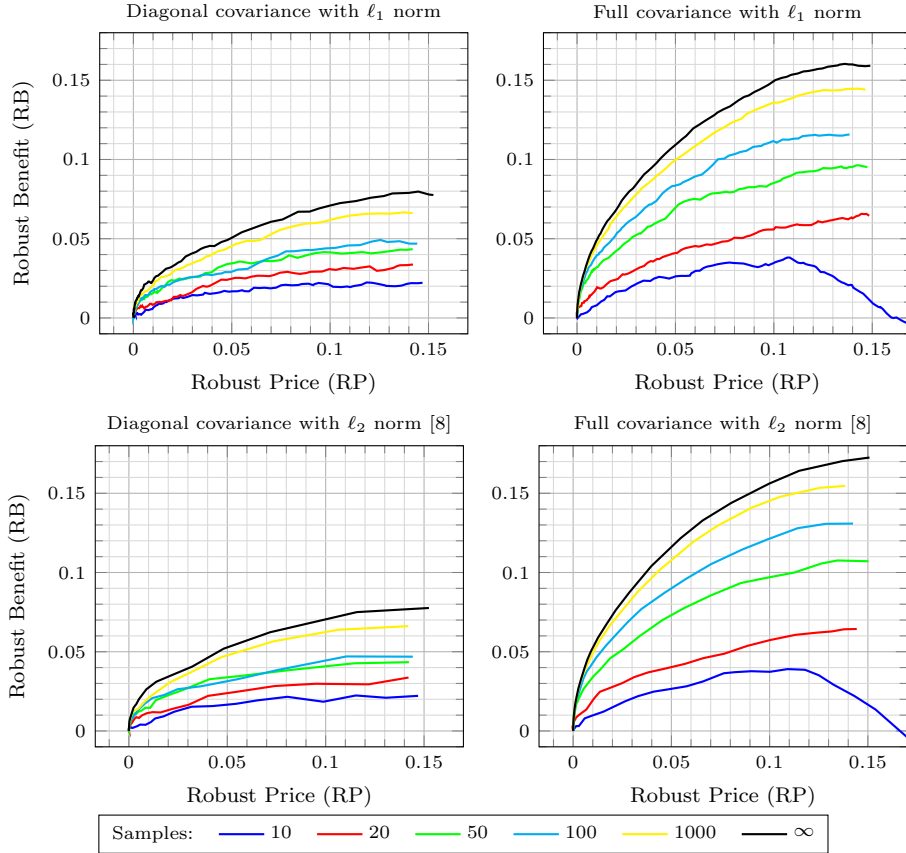 Diagonal covariance with ℓ₁ norm
Full covariance with ℓ₁ norm
Robust Benefit (RB)
0.15
0.1
0.05
0
0 0.05 0.1 0.15
Robust Price (RP)
0.15
0.1
0.05
0
0 0.05 0.1 0.15
Robust Price (RP)
Diagonal covariance with ℓ₂ norm [8]
Full covariance with ℓ₂ norm [8]
Robust Benefit (RB)
0.15
0.1
0.05
0
0 0.05 0.1 0.15
Robust Price (RP)
0.15
0.1
0.05
0
0 0.05 0.1 0.15
Robust Price (RP)
Samples: 10 20 50 100 1000 ∞